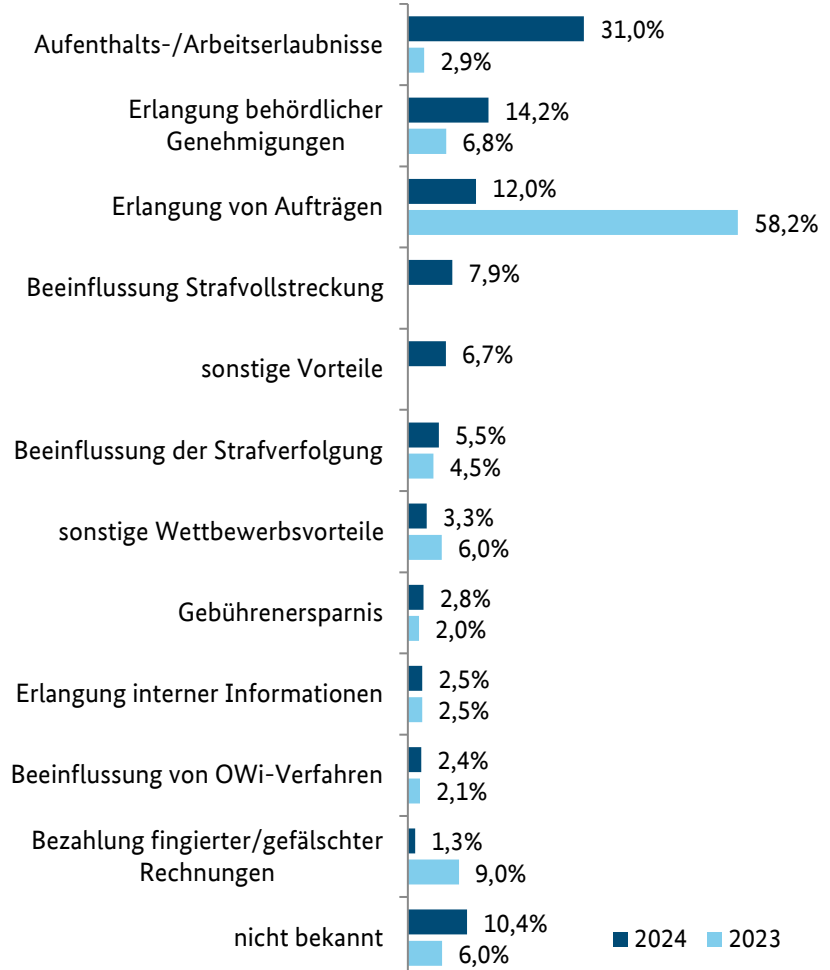 Aufenthalts-/Arbeitserlaubnisse
31,0%
2,9%
Erlangung behördlicher
Genehmigungen
14,2%
6,8%
Erlangung von Aufträgen
12,0%
58,2%
Beeinflussung Strafvollstreckung
7,9%
sonstige Vorteile
6,7%
Beeinflussung der Strafverfolgung
5,5%
4,5%
sonstige Wettbewerbsvorteile
3,3%
6,0%
Gebührenersparnis
2,8%
2,0%
Erlangung interner Informationen
2,5%
2,5%
Beeinflussung von OWi-Verfahren
2,4%
2,1%
Bezahlung fingierter/gefälschter
Rechnungen
1,3%
9,0%
nicht bekannt
10,4%
6,0%
2024 2023